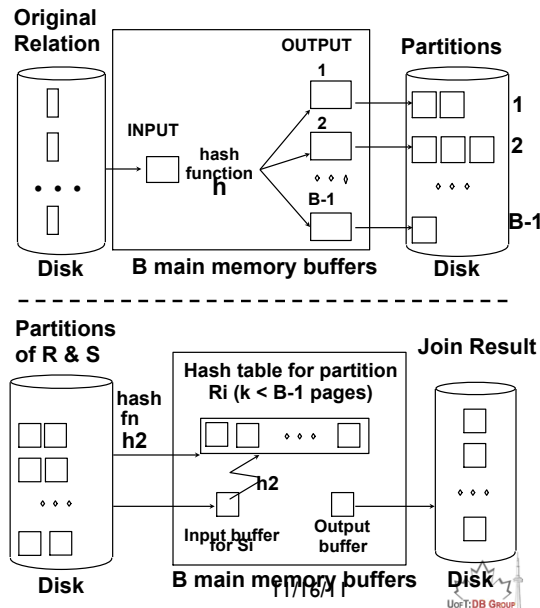 Original
Relation
OUTPUT
Partitions
1
1
INPUT
2
2
hash
function
h
B-1
B-1
Disk
B main memory buffers
Disk
Partitions
of R & S
Join Result
Hash table for partition
Ri (k < B-1 pages)
hash
fn
h2
h2
Input buffer
for Si
Output
buffer
Disk
B main memory buffers
11/16/11
Disk
UofT:DB Group